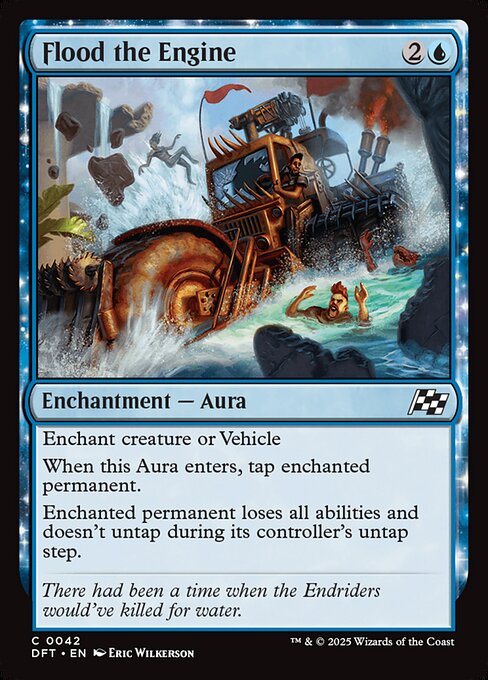 Flood the Engine 2
Enchantment — Aura
Enchant creature or Vehicle
When this Aura enters, tap enchanted
permanent.
Enchanted permanent loses all abilities and
doesn't untap during its controller's untap
step.
There had been a time when the Endriders
would've killed for water.
C 0042 ™ & © 2025 Wizards of the Coast
DFT • EN Eric Wilkerson